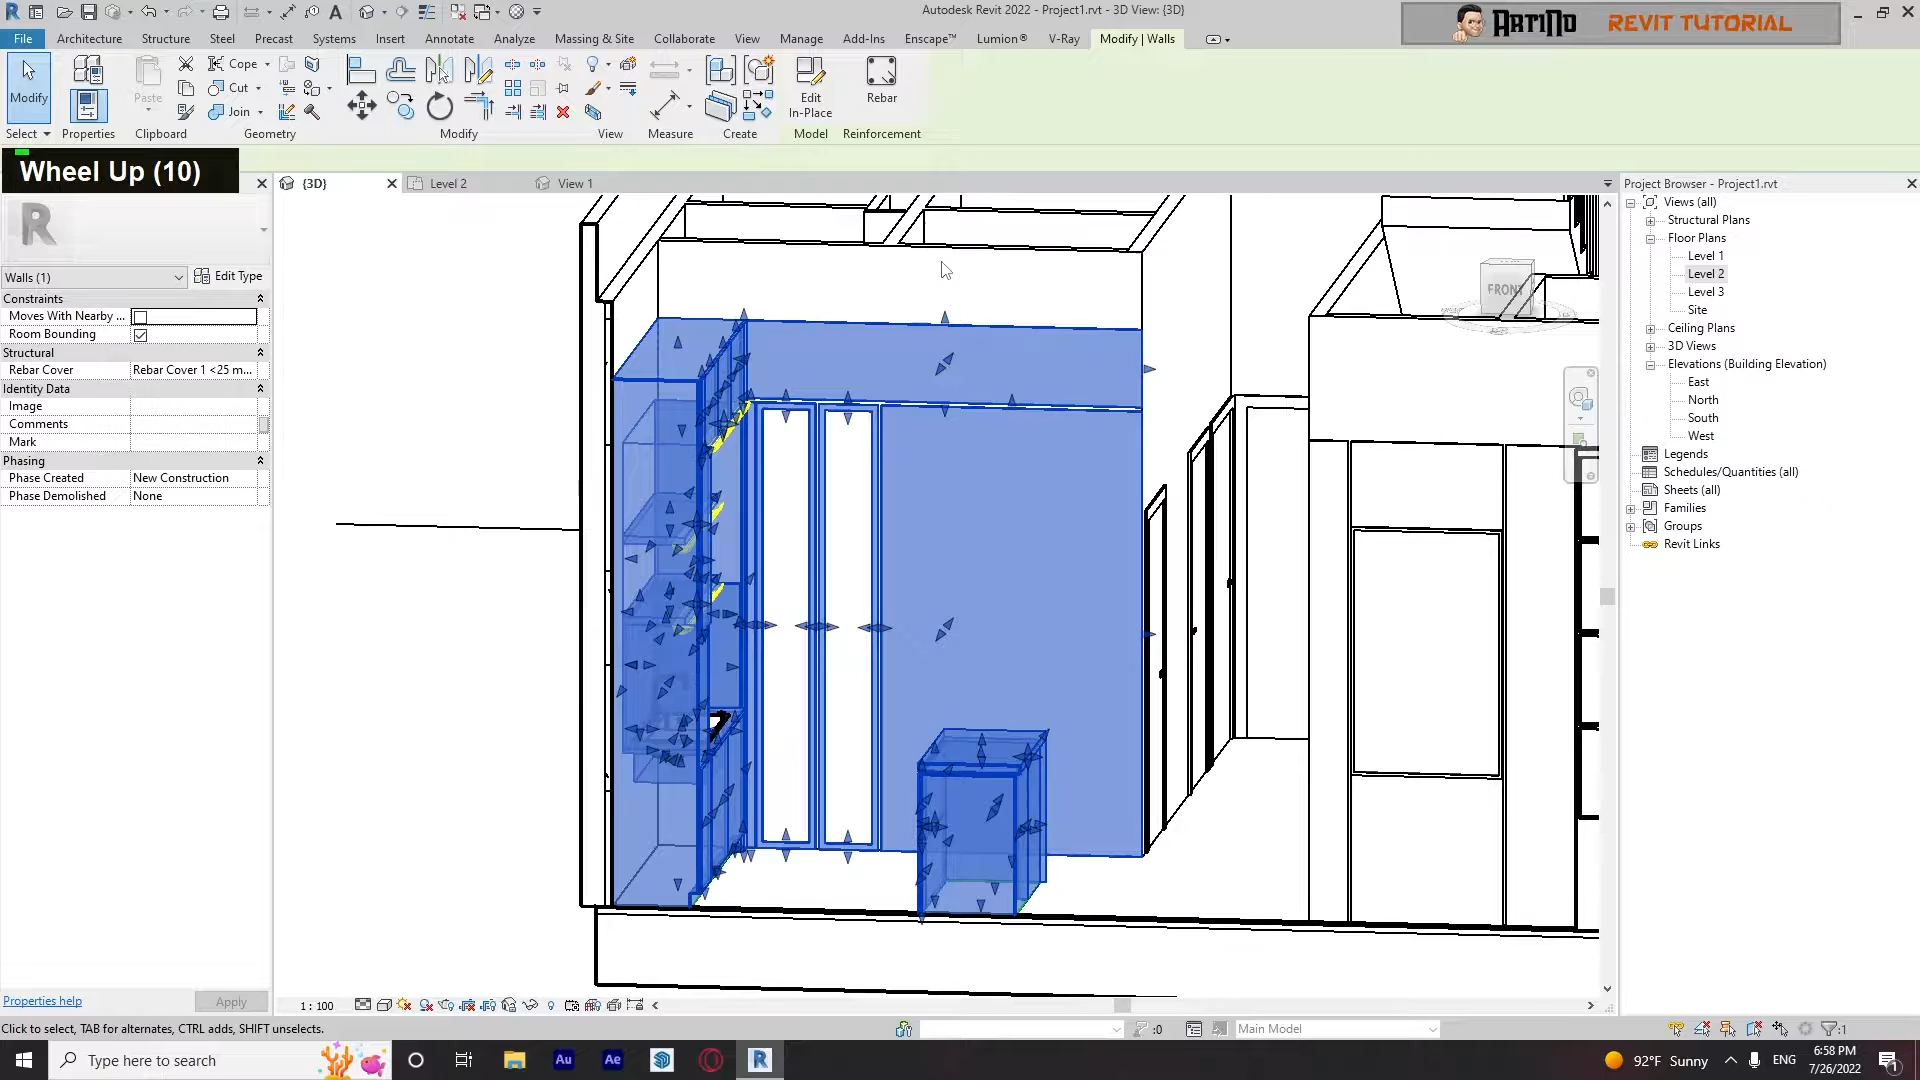 Autodesk Revit 2022 - Project1.rvt - 3D View: {3D}
ARTINO REVIT TUTORIAL
File Architecture Structure Steel Precast Systems Insert Annotate Analyze Massing & Site Collaborate View Manage Add-Ins Enscape™ Lumion® V-Ray Modify | Walls
Modify
Paste
Cope
Cut
Join
Edit
In-Place
Rebar
Select Properties Clipboard Geometry Modify View Measure Create Model Reinforcement
Wheel Up (10)
{3D} Level 2 View 1
R
Walls (1) Edit Type
Constraints
Moves With Nearby ...
Room Bounding
Structural
Rebar Cover Rebar Cover 1 <25 m...
Identity Data
Image
Comments
Mark
Phasing
Phase Created New Construction
Phase Demolished None
Properties help Apply
FRONT
Project Browser - Project1.rvt
Views (all)
Structural Plans
Floor Plans
Level 1
Level 2
Level 3
Site
Ceiling Plans
3D Views
Elevations (Building Elevation)
East
North
South
West
Legends
Schedules/Quantities (all)
Sheets (all)
Families
Groups
Revit Links
1 : 100
Click to select, TAB for alternates, CTRL adds, SHIFT unselects.
:0 Main Model :1
Type here to search
Au Ae R
92°F Sunny ENG
6:58 PM
7/26/2022
1